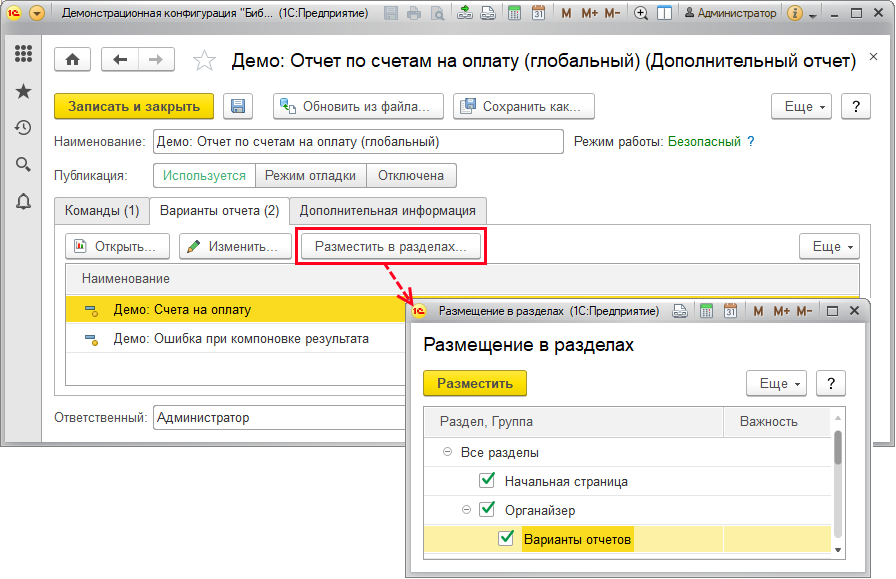 Демонстрационная конфигурация "Биб... (1С:Предприятие) 31 M M+ M- Администратор
Демо: Отчет по счетам на оплату (глобальный) (Дополнительный отчет)
Записать и закрыть Обновить из файла... Сохранить как... Еще ?
Наименование: Демо: Отчет по счетам на оплату (глобальный) Режим работы: Безопасный ?
Публикация: Используется Режим отладки Отключена
Команды (1) Варианты отчета (2) Дополнительная информация
Открыть... Изменить... Разместить в разделах... Еще
Наименование
Демо: Счета на оплату
Демо: Ошибка при компоновке результата
Ответственный: Администратор
Размещение в разделах (1С:Предприятие) 31 M M+ M-
Размещение в разделах
Разместить Еще ?
Раздел, Группа Важность
Все разделы
Начальная страница
Органайзер
Варианты отчетов